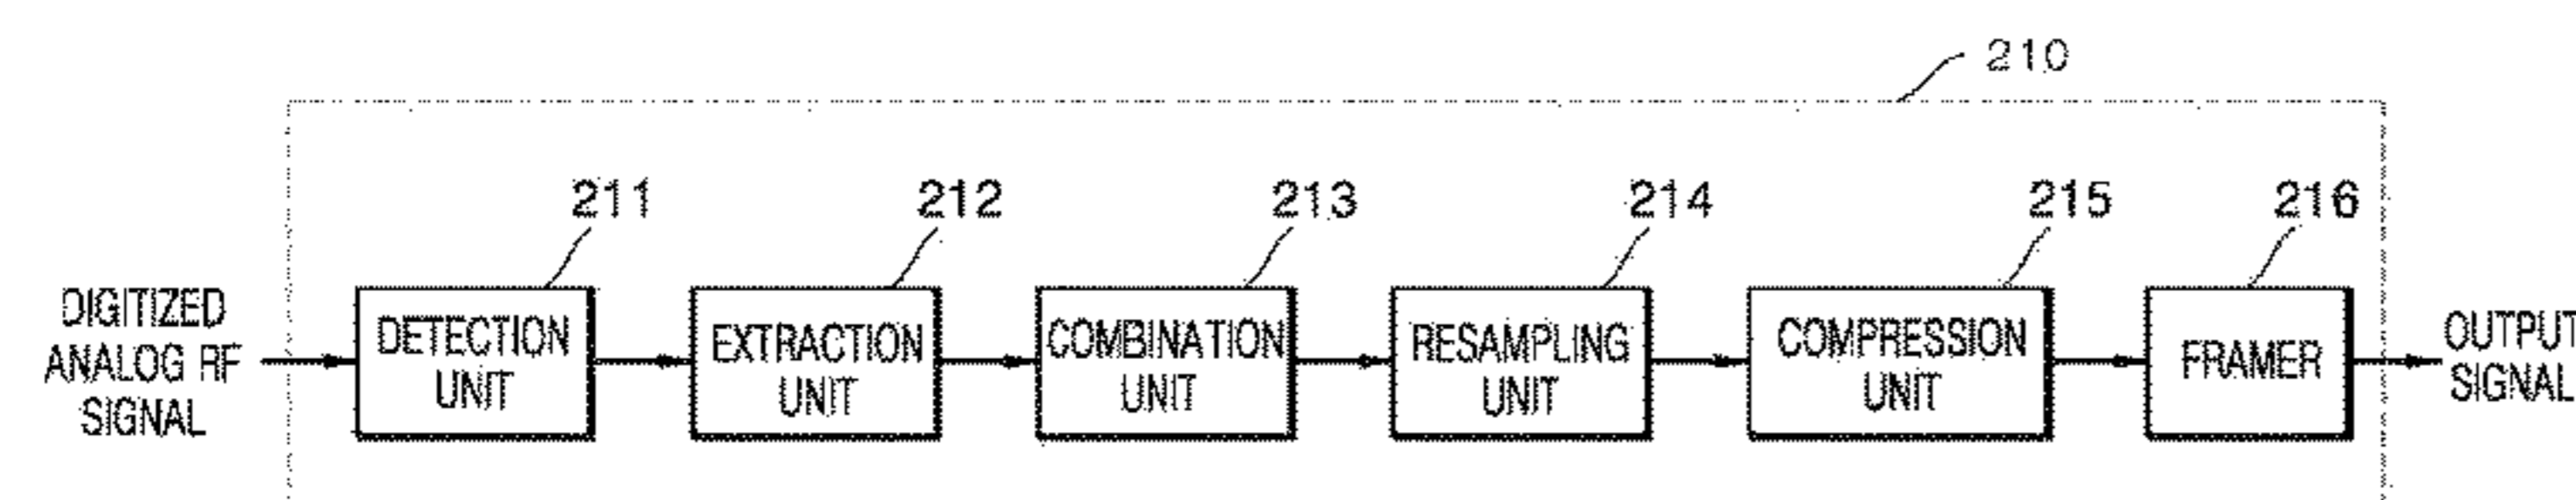 210
211
212
213
214
215
216
DIGITIZED
ANALOG RF
SIGNAL
DETECTION
UNIT
EXTRACTION
UNIT
COMBINATION
UNIT
RESAMPLING
UNIT
COMPRESSION
UNIT
FRAMER
OUTPUT
SIGNAL